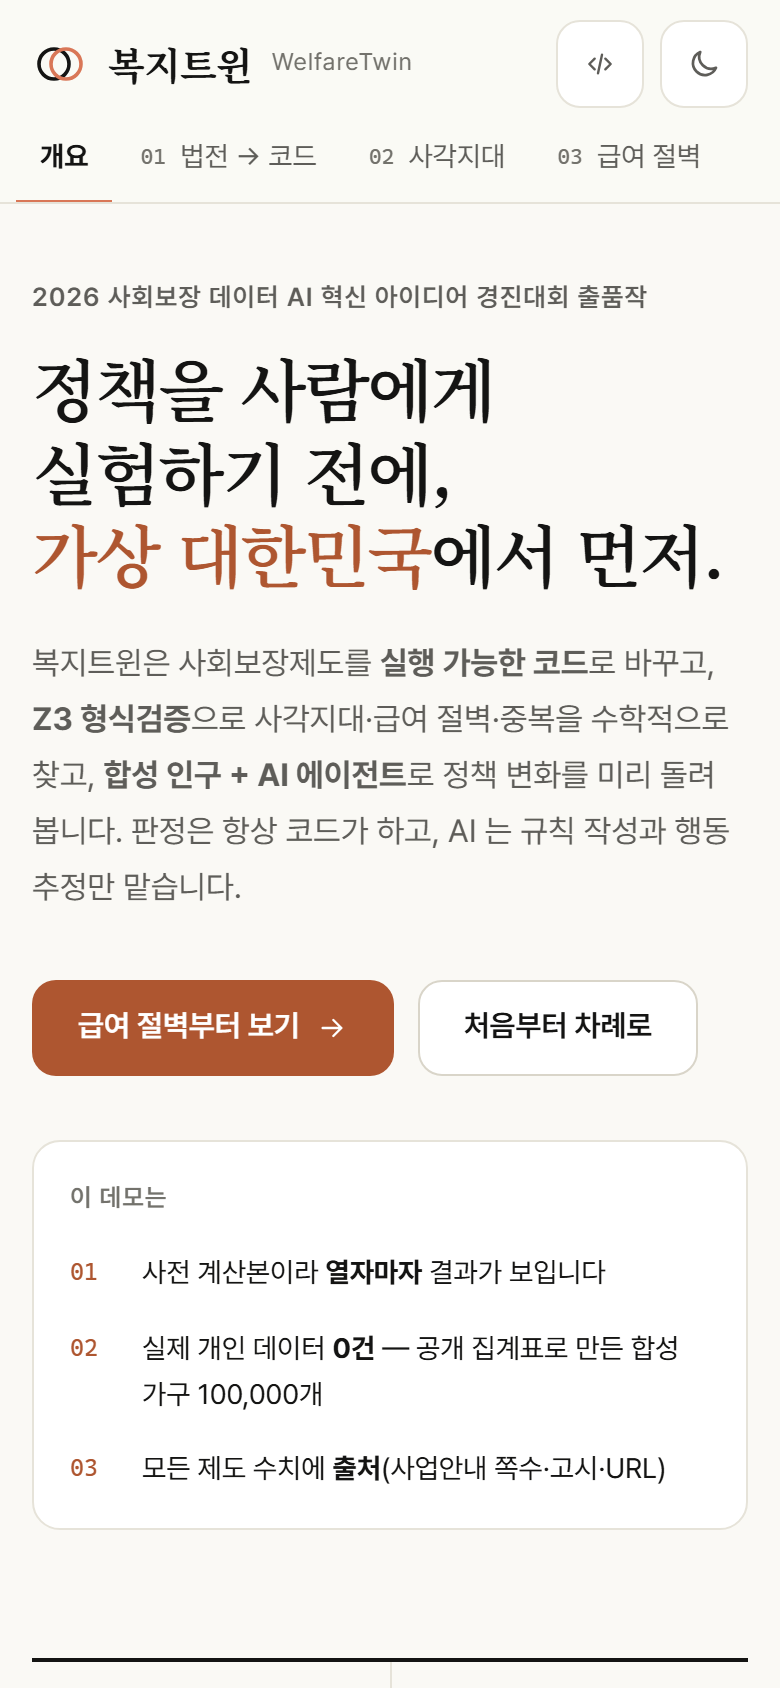 복지트윈 WelfareTwin </>
개요 01 법전 → 코드 02 사각지대 03 급여 절벽
2026 사회보장 데이터 AI 혁신 아이디어 경진대회 출품작
정책을 사람에게
실험하기 전에,
가상 대한민국에서 먼저.
복지트윈은 사회보장제도를 실행 가능한 코드로 바꾸고,
Z3 형식검증으로 사각지대·급여 절벽·중복을 수학적으로
찾고, 합성 인구 + AI 에이전트로 정책 변화를 미리 돌려
봅니다. 판정은 항상 코드가 하고, AI 는 규칙 작성과 행동
추정만 맡습니다.
급여 절벽부터 보기 → 처음부터 차례로
이 데모는
01 사전 계산본이라 열자마자 결과가 보입니다
02 실제 개인 데이터 0건 — 공개 집계표로 만든 합성
가구 100,000개
03 모든 제도 수치에 출처(사업안내 쪽수·고시·URL)